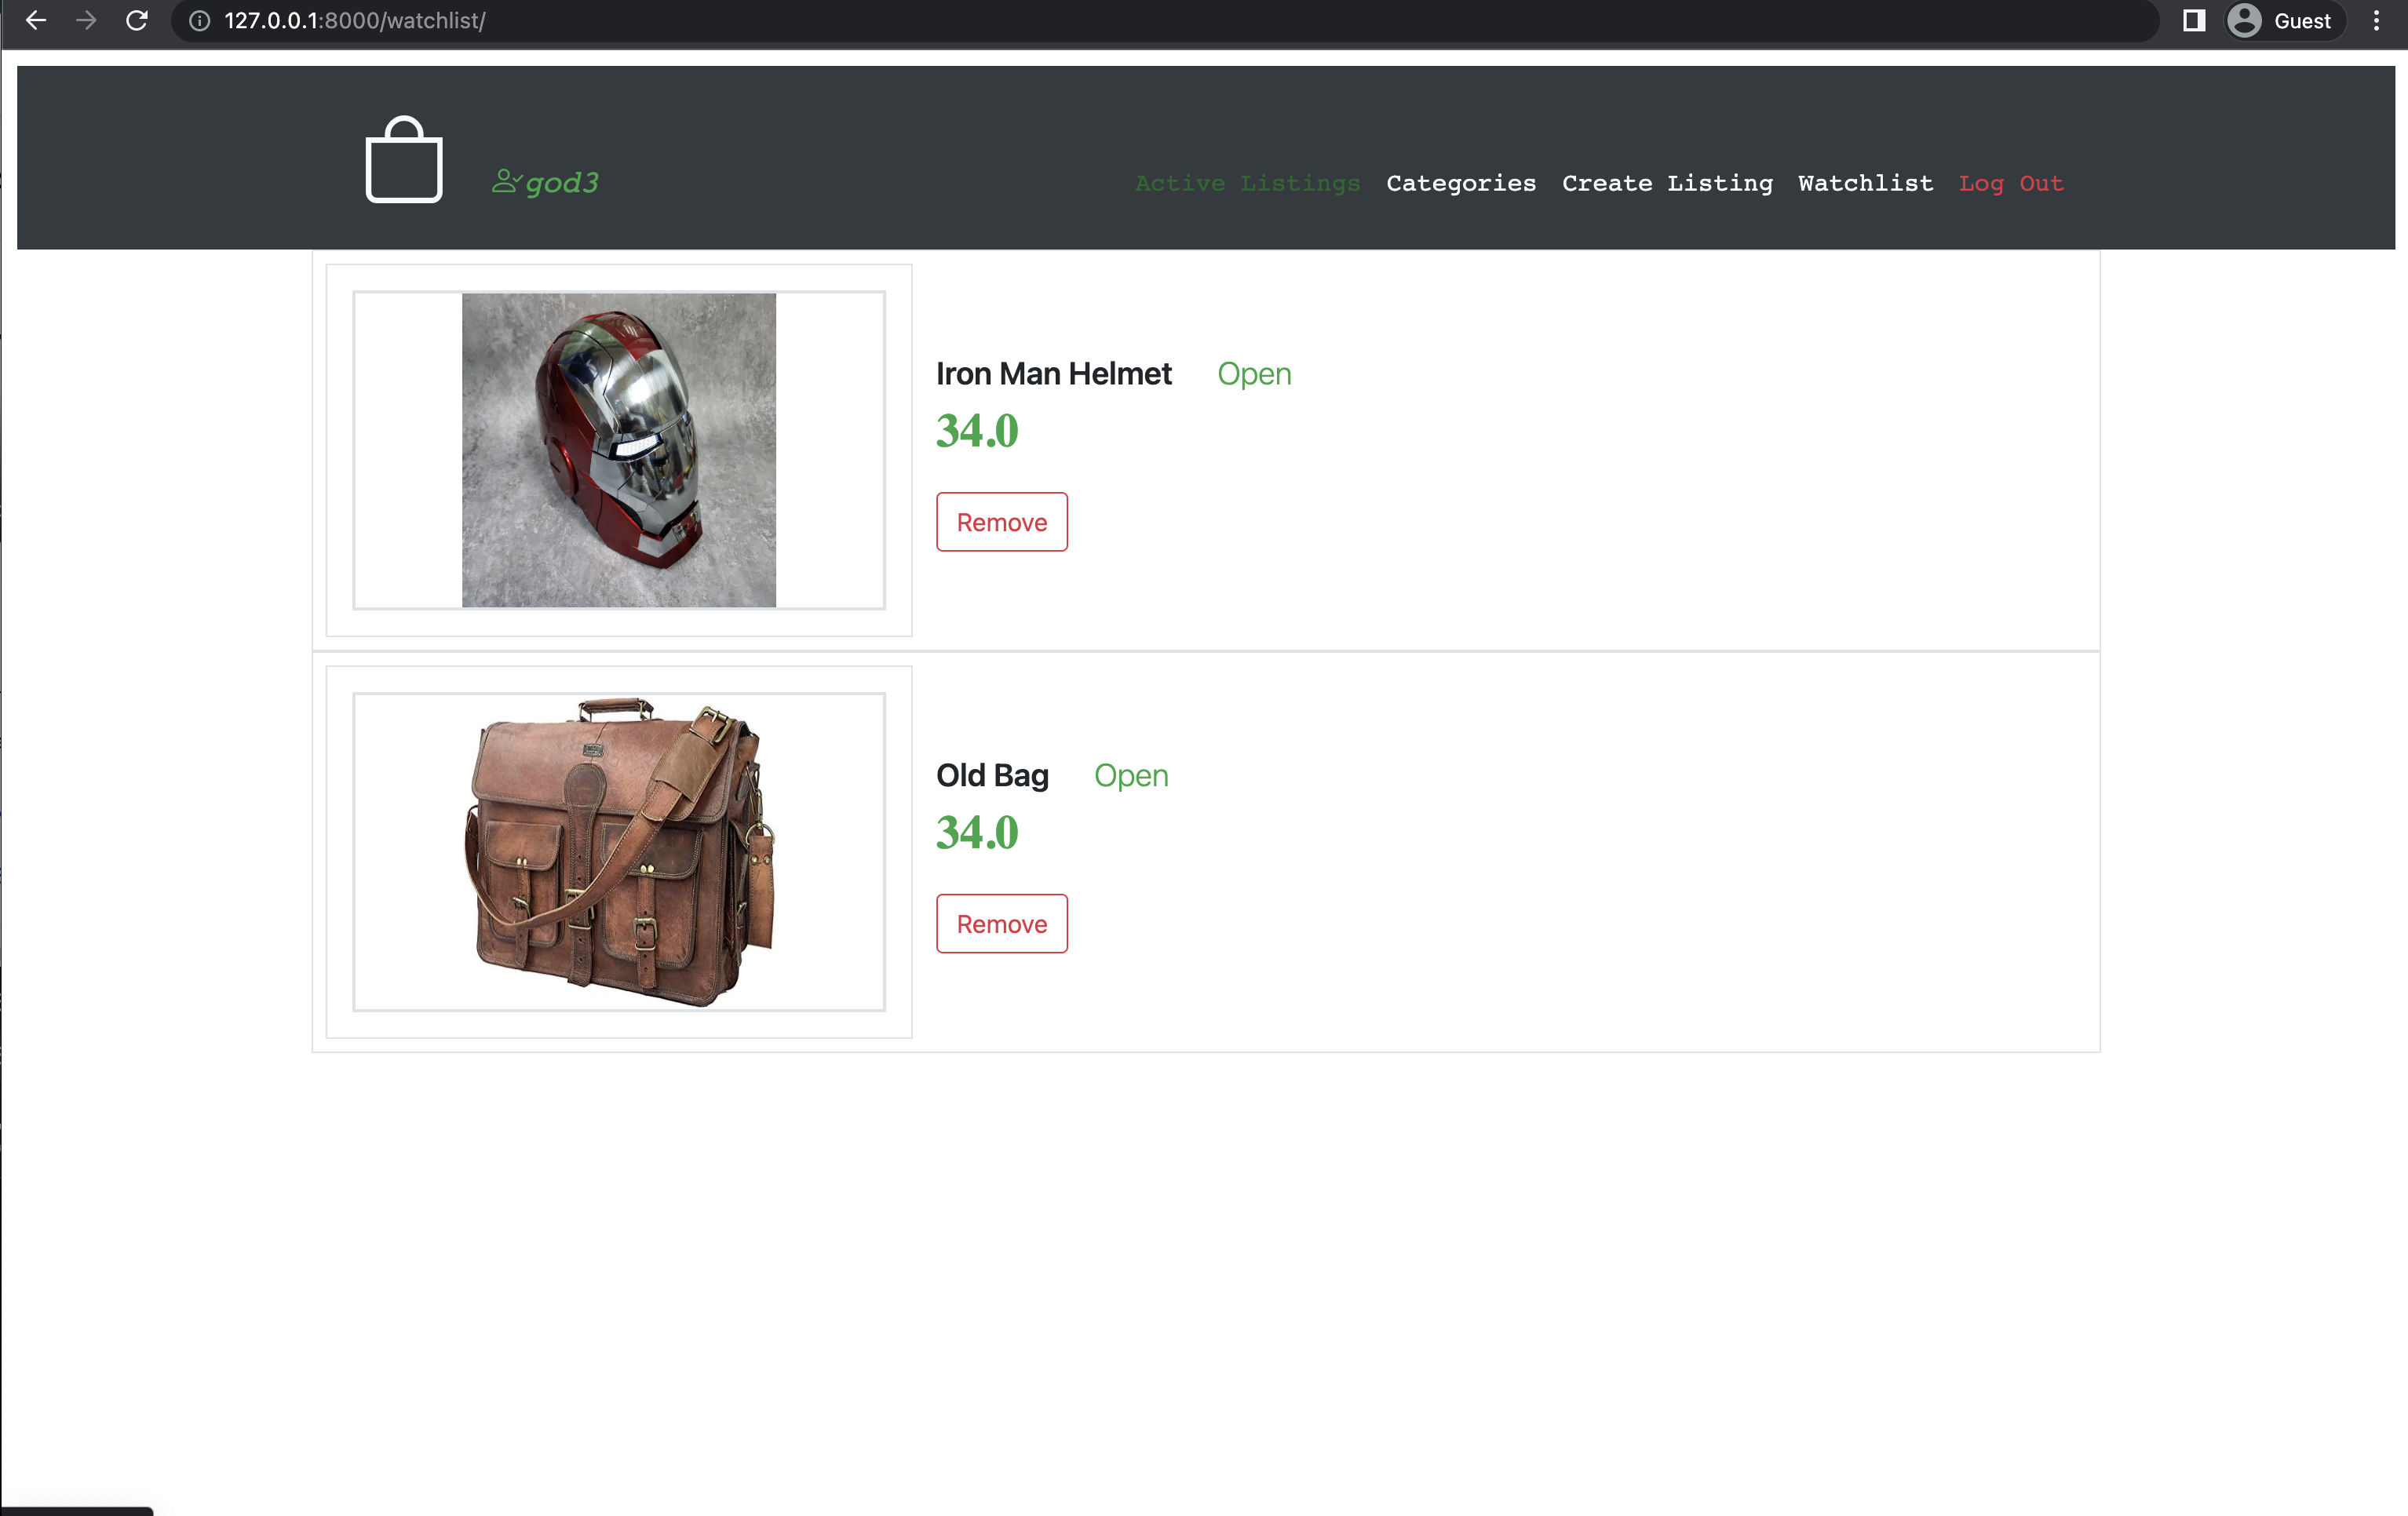 127.0.0.1:8000/watchlist/ Guest
god3 Active Listings Categories Create Listing Watchlist Log Out
Iron Man Helmet Open
34.0
Remove
Old Bag Open
34.0
Remove